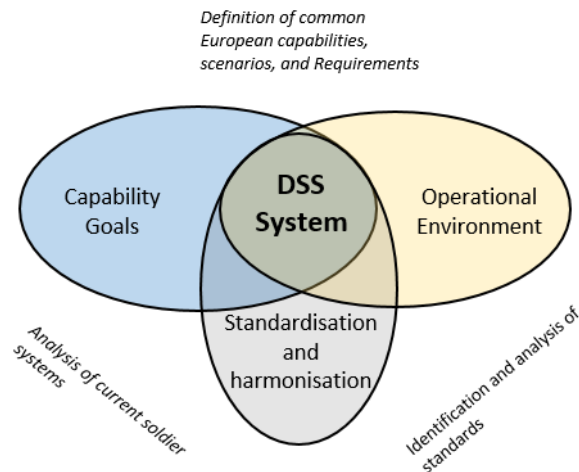 Definition of common
European capabilities,
scenarios, and Requirements
Capability
Goals
DSS
System
Operational
Environment
Standardisation
and
harmonisation
Analysis of current soldier
systems
Identification and analysis of
standards